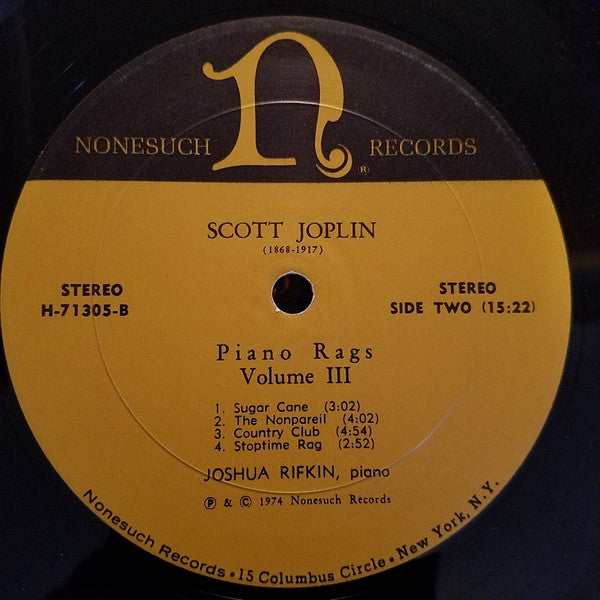 n
NONESUCH RECORDS
(R)
SCOTT JOPLIN
(1868-1917)
STEREO
H-71305-B
STEREO
SIDE TWO (15:22)
Piano Rags
Volume III
1. Sugar Cane (3:02)
2. The Nonpareil (4:02)
3. Country Club (4:54)
4. Stoptime Rag (2:52)
JOSHUA RIFKIN, piano
Ⓟ & © 1974 Nonesuch Records
Nonesuch Records • 15 Columbus Circle • New York, N.Y.